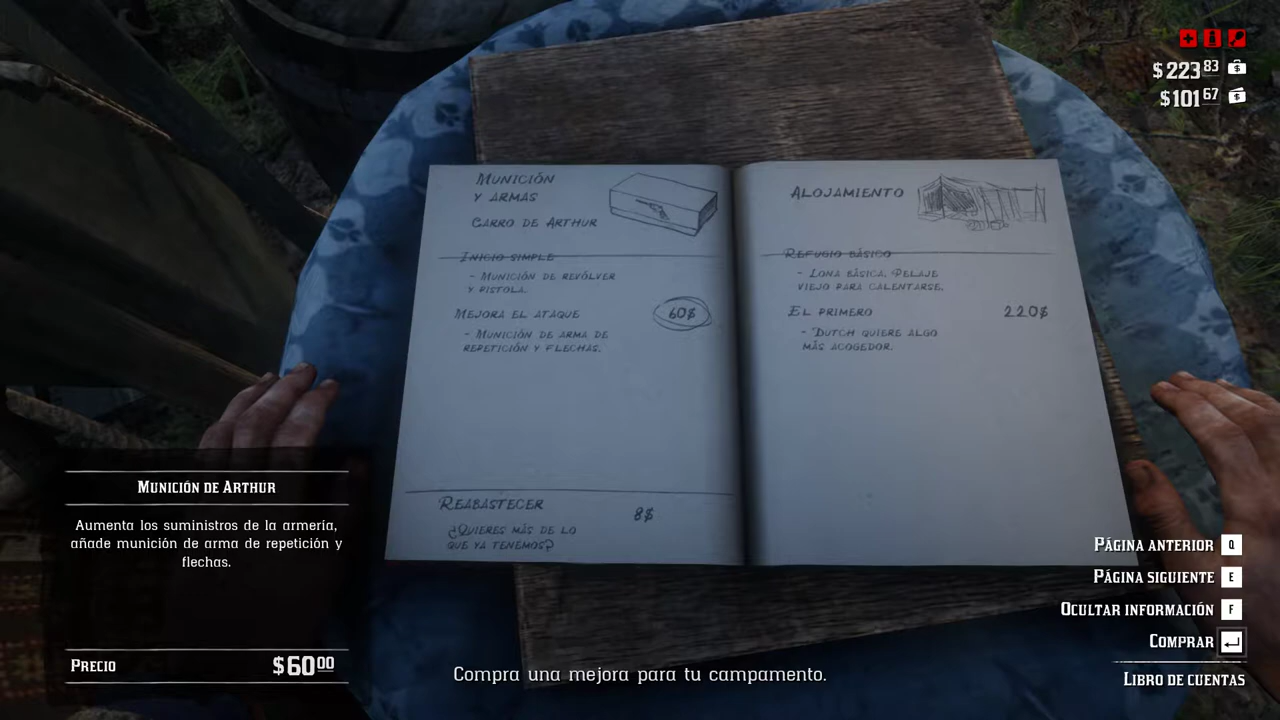 $223 83
$101 67
MUNICIÓN
Y ARMAS
CARRO DE ARTHUR
INICIO SIMPLE
- MUNICIÓN DE REVÓLVER
Y PISTOLA.
MEJORA EL ATAQUE 60$
- MUNICIÓN DE ARMA DE
REPETICIÓN Y FLECHAS.
REABASTECER 8$
¿QUIERES MÁS DE LO
QUE YA TENEMOS?
ALOJAMIENTO
REFUGIO BÁSICO
- LONA BÁSICA, PELAJE
VIEJO PARA CALENTARSE.
EL PRIMERO 220$
- DUTCH QUIERE ALGO
MÁS ACOGEDOR.
MUNICIÓN DE ARTHUR
Aumenta los suministros de la armería,
añade munición de arma de repetición y
flechas.
PRECIO $60 00
Compra una mejora para tu campamento.
PÁGINA ANTERIOR Q
PÁGINA SIGUIENTE E
OCULTAR INFORMACIÓN F
COMPRAR
LIBRO DE CUENTAS